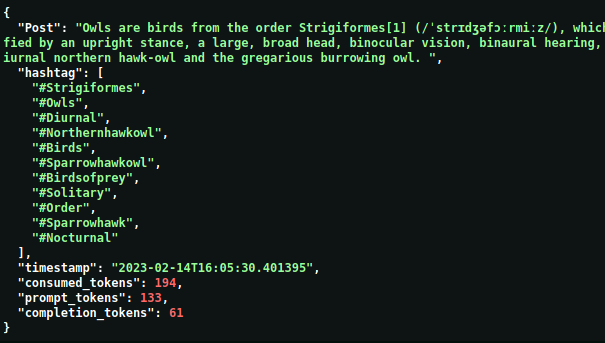 {
"Post": "Owls are birds from the order Strigiformes[1] (/ˈstrɪdʒəfɔːrmiːz/), which
fied by an upright stance, a large, broad head, binocular vision, binaural hearing,
iurnal northern hawk-owl and the gregarious burrowing owl. ",
"hashtag": [
"#Strigiformes",
"#Owls",
"#Diurnal",
"#Northernhawkowl",
"#Birds",
"#Sparrowhawkowl",
"#Birdsofprey",
"#Solitary",
"#Order",
"#Sparrowhawk",
"#Nocturnal"
],
"timestamp": "2023-02-14T16:05:30.401395",
"consumed_tokens": 194,
"prompt_tokens": 133,
"completion_tokens": 61
}